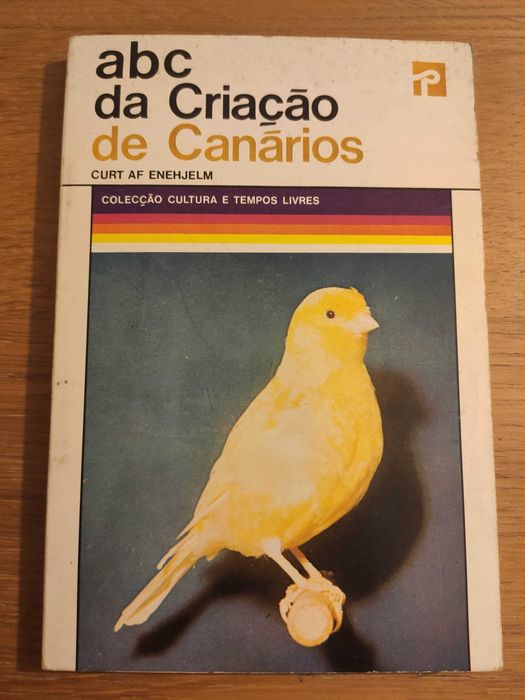 abc
da Criação
de Canários
CURT AF ENEHJELM
COLECÇÃO CULTURA E TEMPOS LIVRES